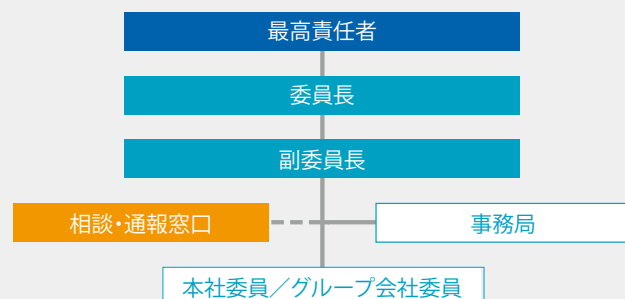 最高責任者
委員長
副委員長
相談・通報窓口
事務局
本社委員／グループ会社委員